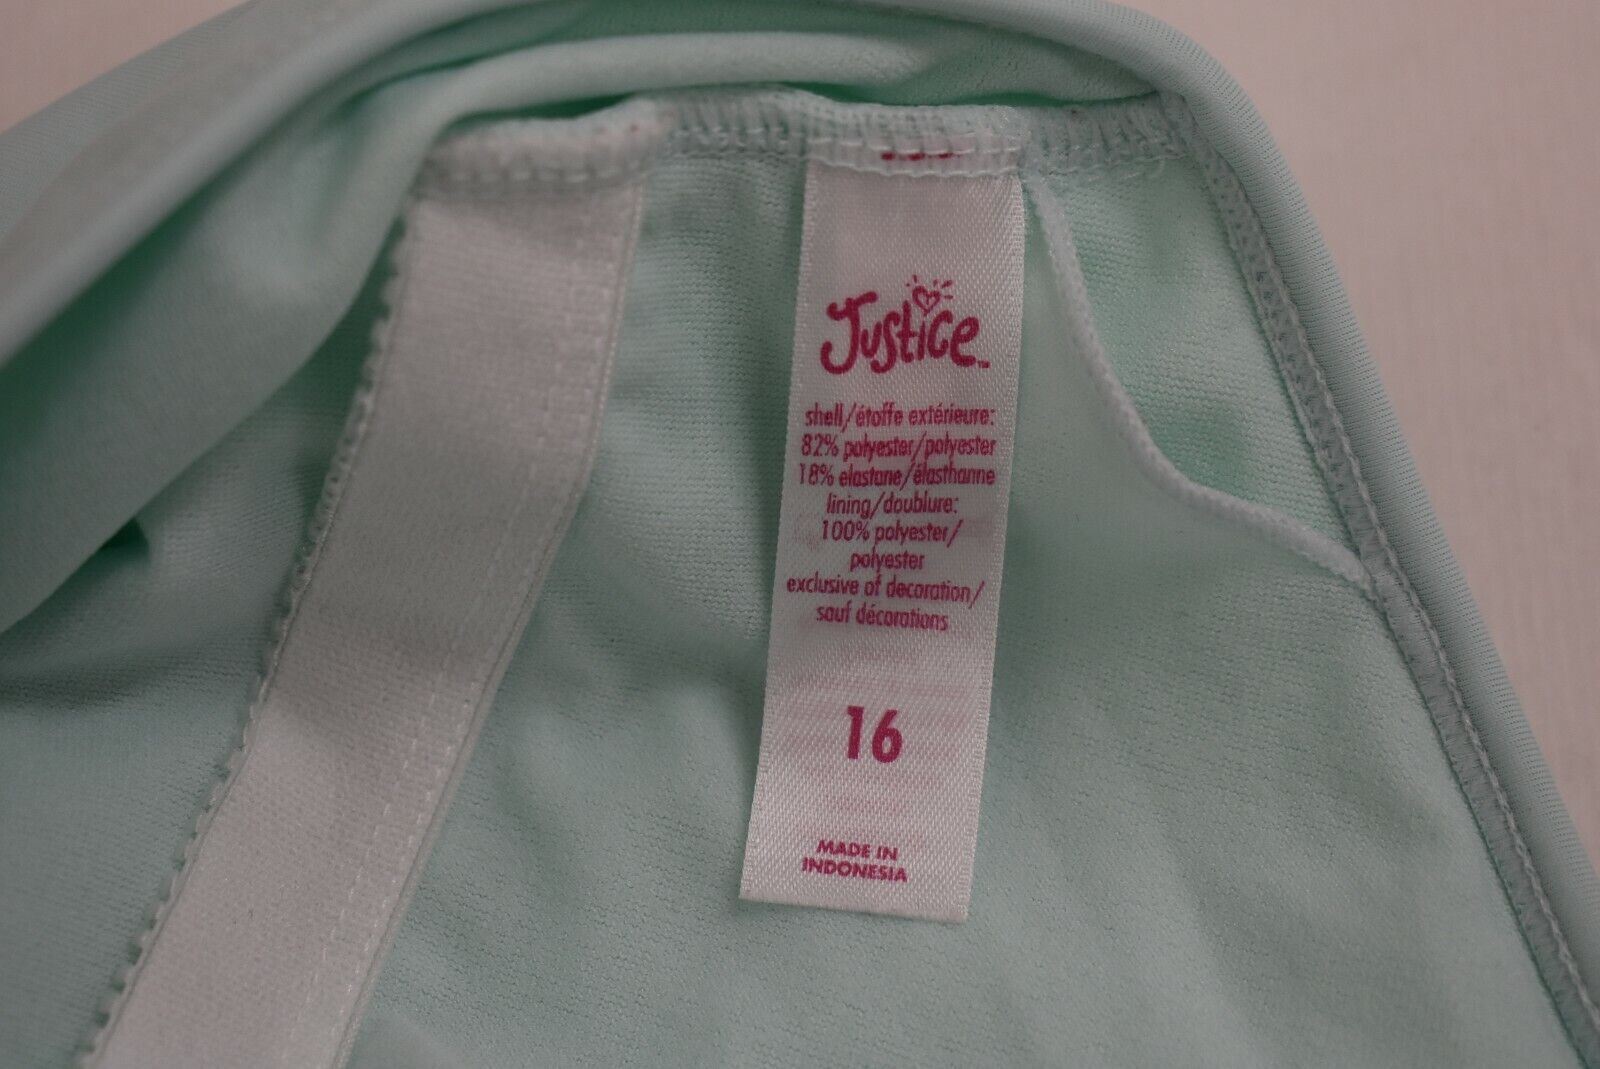 Justice™
shell/étoffe extérieure:
82% polyester/polyester
18% elastane/élasthanne
lining/doublure:
100% polyester/
polyester
exclusive of decoration/
sauf décorations
16
MADE IN
INDONESIA